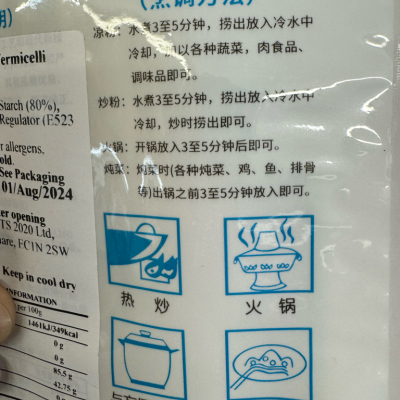 (烹调方法)
凉粉：水煮3至5分钟，捞出放入冷水中
冷却，加以各种蔬菜，肉食品、
调味品即可。
炒粉：水煮3至5分钟，捞出放入冷水中
冷却，炒时捞出即可。
火锅：开锅放入3至5分钟后即可。
炖菜：炖菜时(各种炖菜、鸡、鱼、排骨
等)出锅之前3至5分钟放入即可。
热炒
火锅
ermicelli
Starch (80%),
Regulator (E523
r allergens.
old.
See Packaging
01/Aug/2024
er opening
TS 2020 Ltd,
are, EC1N 2SW
Keep in cool dry
INFORMATION
per 100g
1461kJ/349kcal
0 g
0 g
85.5 g
42.75 g
0 g